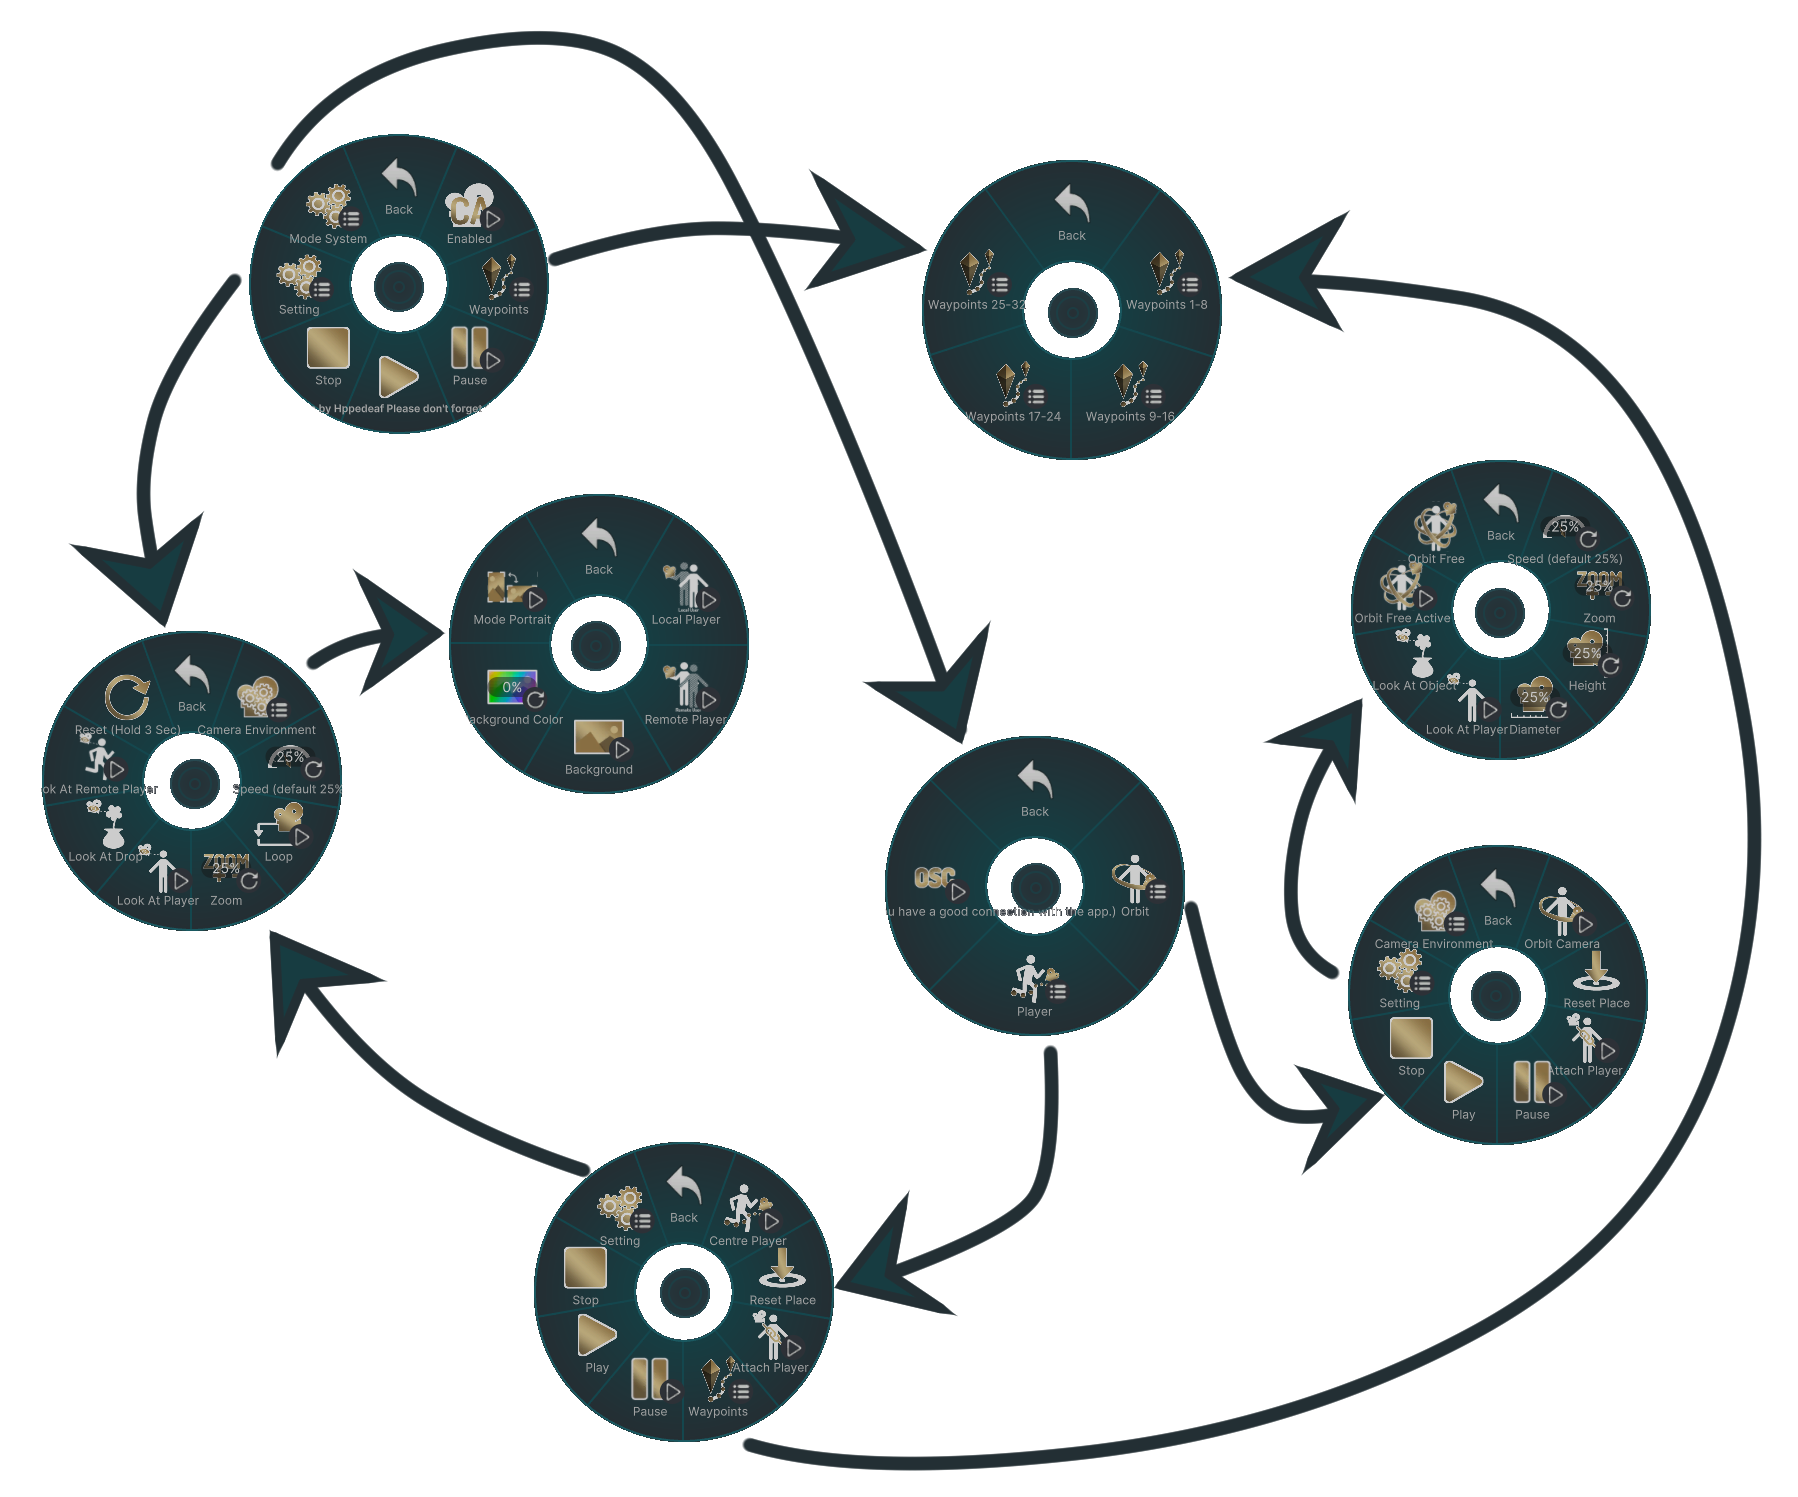 Back
Mode System
Enabled
Setting
Waypoints
Stop
Pause
by Hppedeaf Please don't forget
Back
Waypoints 25-32
Waypoints 1-8
Waypoints 17-24
Waypoints 9-16
Back
Mode Portrait
Local Player
0%
ackground Color
Remote Player
Background
Back
Orbit Free
25%
Speed (default 25%)
ZOOM
25%
Orbit Free Active
Zoom
25%
Look At Object
Height
25%
Look At Player
Diameter
Back
Reset (Hold 3 Sec)
Camera Environment
25%
ok At Remote Player
Speed (default 25%
Look At Drop
Loop
ZOOM
25%
Look At Player
Zoom
Back
OSC
u have a good connection with the app.)
Orbit
Player
Back
Camera Environment
Orbit Camera
Setting
Reset Place
Stop
Attach Player
Play
Pause
Back
Setting
Centre Player
Stop
Reset Place
Play
Attach Player
Pause
Waypoints